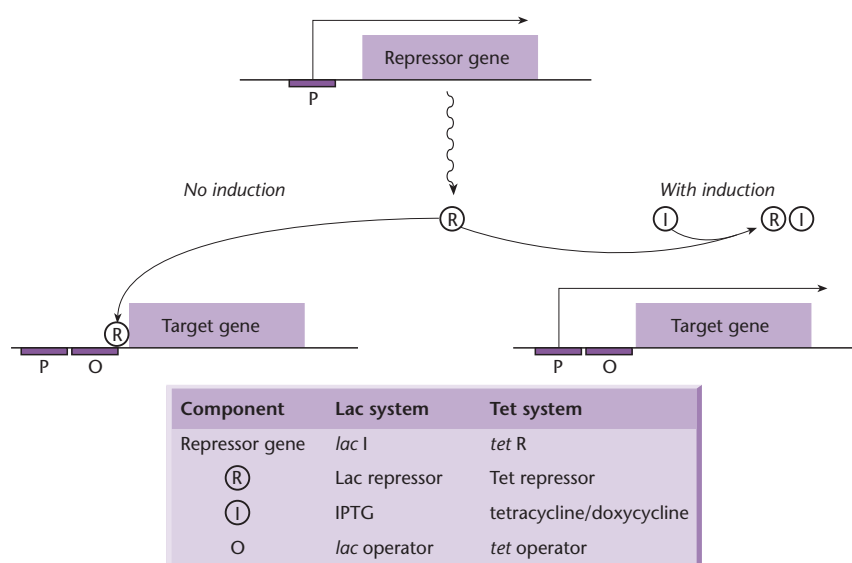 Repressor gene
P
No induction
With induction
R
I
R I
R
Target gene
Target gene
P O
P O
Component Lac system Tet system
Repressor gene lac I tet R
R Lac repressor Tet repressor
I IPTG tetracycline/doxycycline
O lac operator tet operator